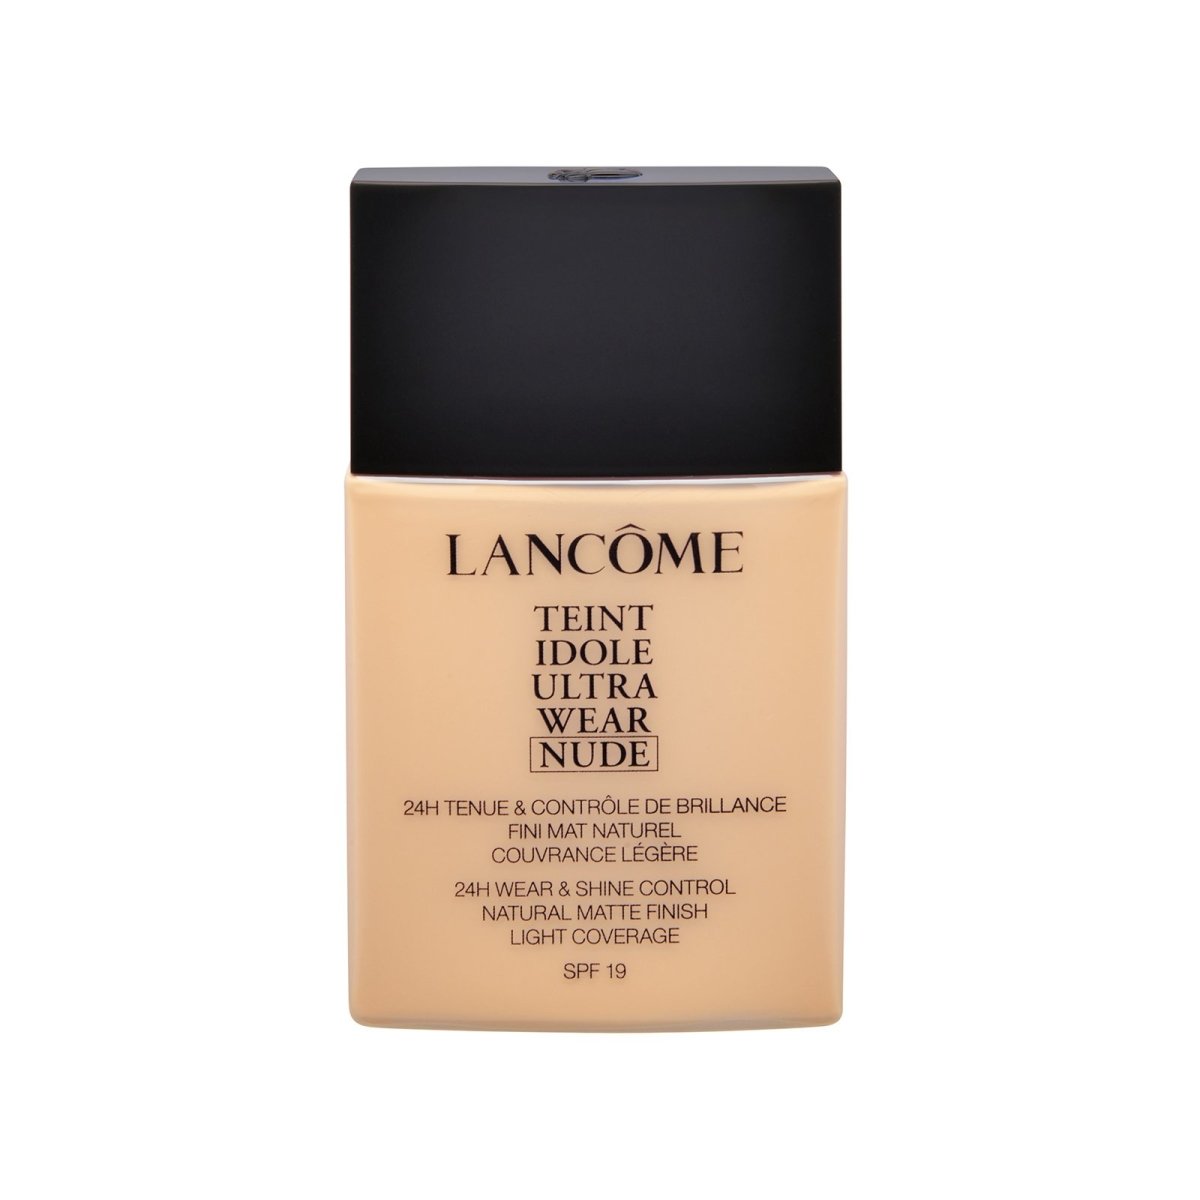 LANCÔME
TEINT
IDOLE
ULTRA
WEAR
NUDE
24H TENUE & CONTRÔLE DE BRILLANCE
FINI MAT NATUREL
COUVRANCE LÉGÈRE
24H WEAR & SHINE CONTROL
NATURAL MATTE FINISH
LIGHT COVERAGE
SPF 19